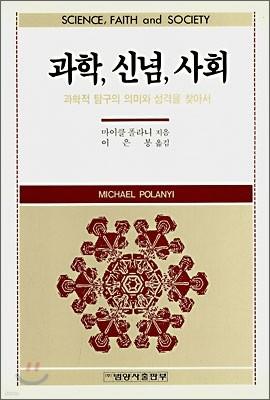 SCIENCE, FAITH and SOCIETY
과학, 신념, 사회
과학적 탐구의 의미와 성격을 찾아서
마이클 폴라니 지음
이 은 봉 옮김
MICHAEL POLANYI
(주)범양사출판부